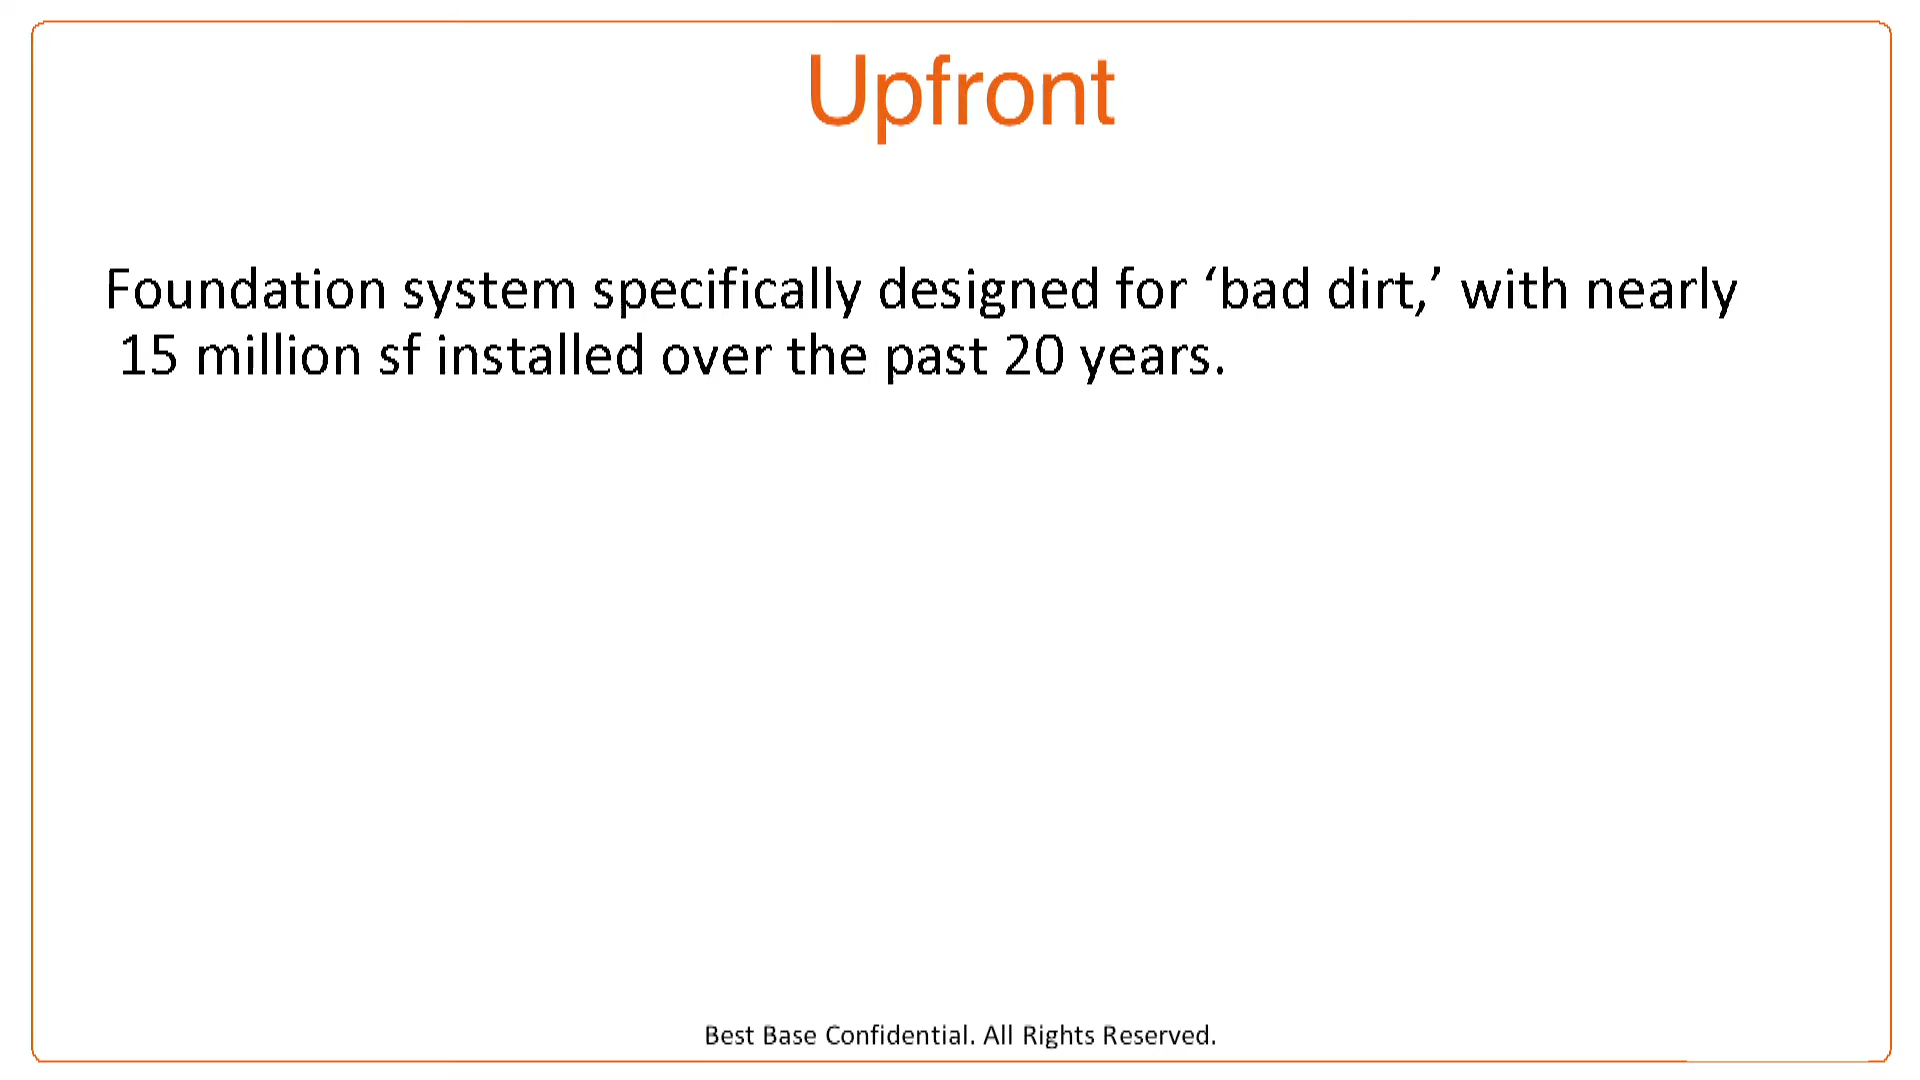 Upfront
Foundation system specifically designed for ‘bad dirt,’ with nearly
15 million sf installed over the past 20 years.
Best Base Confidential. All Rights Reserved.